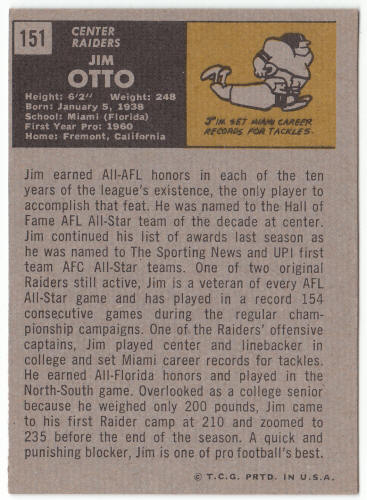 151
CENTER
RAIDERS
JIM
OTTO
Height: 6'2" Weight: 248
Born: January 5, 1938
School: Miami (Florida)
First Year Pro: 1960
Home: Fremont, California
JIM SET MIAMI CAREER
RECORDS FOR TACKLES.
Jim earned All-AFL honors in each of the ten
years of the league's existence, the only player to
accomplish that feat. He was named to the Hall of
Fame AFL All-Star team of the decade at center.
Jim continued his list of awards last season as
he was named to The Sporting News and UPI first
team AFC All-Star teams. One of two original
Raiders still active, Jim is a veteran of every AFL
All-Star game and has played in a record 154
consecutive games during the regular cham-
pionship campaigns. One of the Raiders' offensive
captains, Jim played center and linebacker in
college and set Miami career records for tackles.
He earned All-Florida honors and played in the
North-South game. Overlooked as a college senior
because he weighed only 200 pounds, Jim came
to his first Raider camp at 210 and zoomed to
235 before the end of the season. A quick and
punishing blocker, Jim is one of pro football's best.
© T.C.G. PRTD. IN U.S.A.